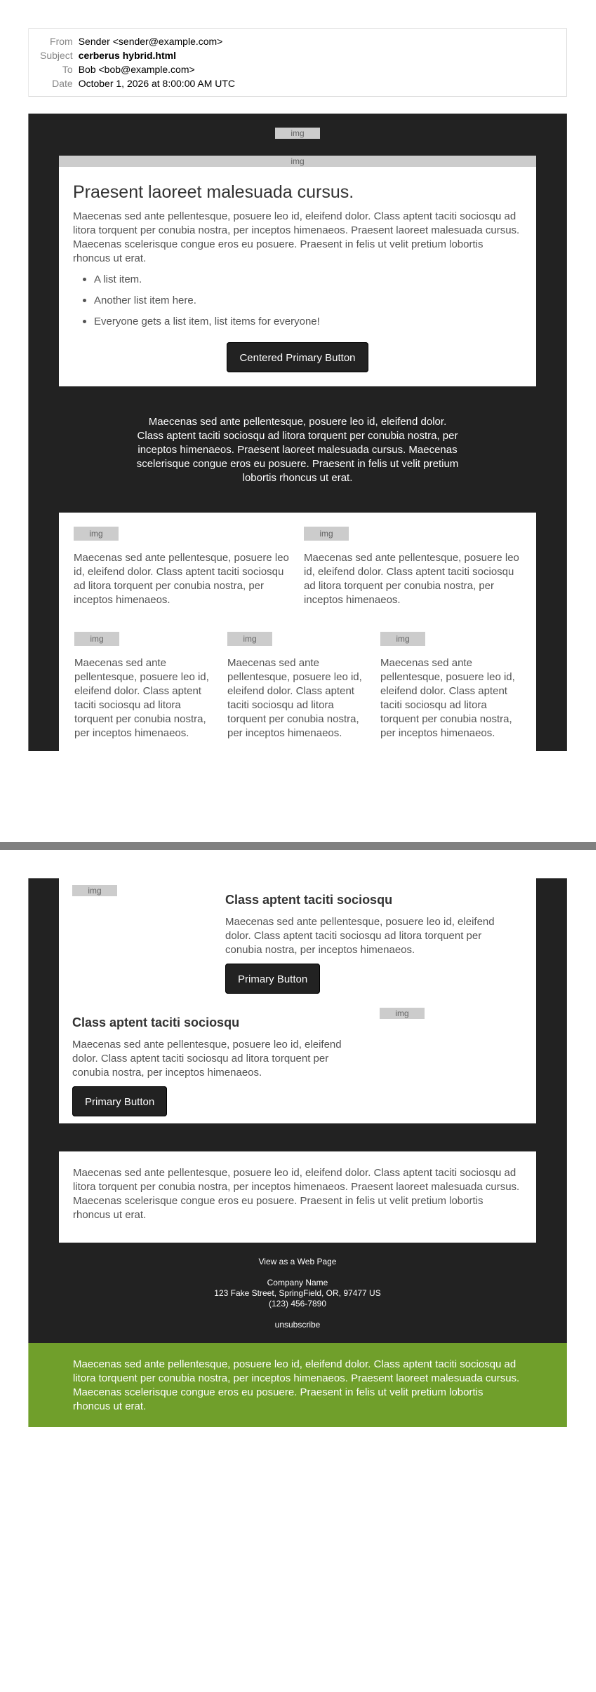 From Sender <sender@example.com>
Subject cerberus hybrid.html
To Bob <bob@example.com>
Date October 1, 2026 at 8:00:00 AM UTC
img
img
Praesent laoreet malesuada cursus.
Maecenas sed ante pellentesque, posuere leo id, eleifend dolor. Class aptent taciti sociosqu ad
litora torquent per conubia nostra, per inceptos himenaeos. Praesent laoreet malesuada cursus.
Maecenas scelerisque congue eros eu posuere. Praesent in felis ut velit pretium lobortis
rhoncus ut erat.
• A list item.
• Another list item here.
• Everyone gets a list item, list items for everyone!
Centered Primary Button
Maecenas sed ante pellentesque, posuere leo id, eleifend dolor.
Class aptent taciti sociosqu ad litora torquent per conubia nostra, per
inceptos himenaeos. Praesent laoreet malesuada cursus. Maecenas
scelerisque congue eros eu posuere. Praesent in felis ut velit pretium
lobortis rhoncus ut erat.
img
Maecenas sed ante pellentesque, posuere leo
id, eleifend dolor. Class aptent taciti sociosqu
ad litora torquent per conubia nostra, per
inceptos himenaeos.
img
Maecenas sed ante pellentesque, posuere leo
id, eleifend dolor. Class aptent taciti sociosqu
ad litora torquent per conubia nostra, per
inceptos himenaeos.
img
Maecenas sed ante
pellentesque, posuere leo id,
eleifend dolor. Class aptent
taciti sociosqu ad litora
torquent per conubia nostra,
per inceptos himenaeos.
img
Maecenas sed ante
pellentesque, posuere leo id,
eleifend dolor. Class aptent
taciti sociosqu ad litora
torquent per conubia nostra,
per inceptos himenaeos.
img
Maecenas sed ante
pellentesque, posuere leo id,
eleifend dolor. Class aptent
taciti sociosqu ad litora
torquent per conubia nostra,
per inceptos himenaeos.
img
Class aptent taciti sociosqu
Maecenas sed ante pellentesque, posuere leo id, eleifend
dolor. Class aptent taciti sociosqu ad litora torquent per
conubia nostra, per inceptos himenaeos.
Primary Button
Class aptent taciti sociosqu
Maecenas sed ante pellentesque, posuere leo id, eleifend
dolor. Class aptent taciti sociosqu ad litora torquent per
conubia nostra, per inceptos himenaeos.
Primary Button
img
Maecenas sed ante pellentesque, posuere leo id, eleifend dolor. Class aptent taciti sociosqu ad
litora torquent per conubia nostra, per inceptos himenaeos. Praesent laoreet malesuada cursus.
Maecenas scelerisque congue eros eu posuere. Praesent in felis ut velit pretium lobortis
rhoncus ut erat.
View as a Web Page
Company Name
123 Fake Street, SpringField, OR, 97477 US
(123) 456-7890
unsubscribe
Maecenas sed ante pellentesque, posuere leo id, eleifend dolor. Class aptent taciti sociosqu ad
litora torquent per conubia nostra, per inceptos himenaeos. Praesent laoreet malesuada cursus.
Maecenas scelerisque congue eros eu posuere. Praesent in felis ut velit pretium lobortis
rhoncus ut erat.